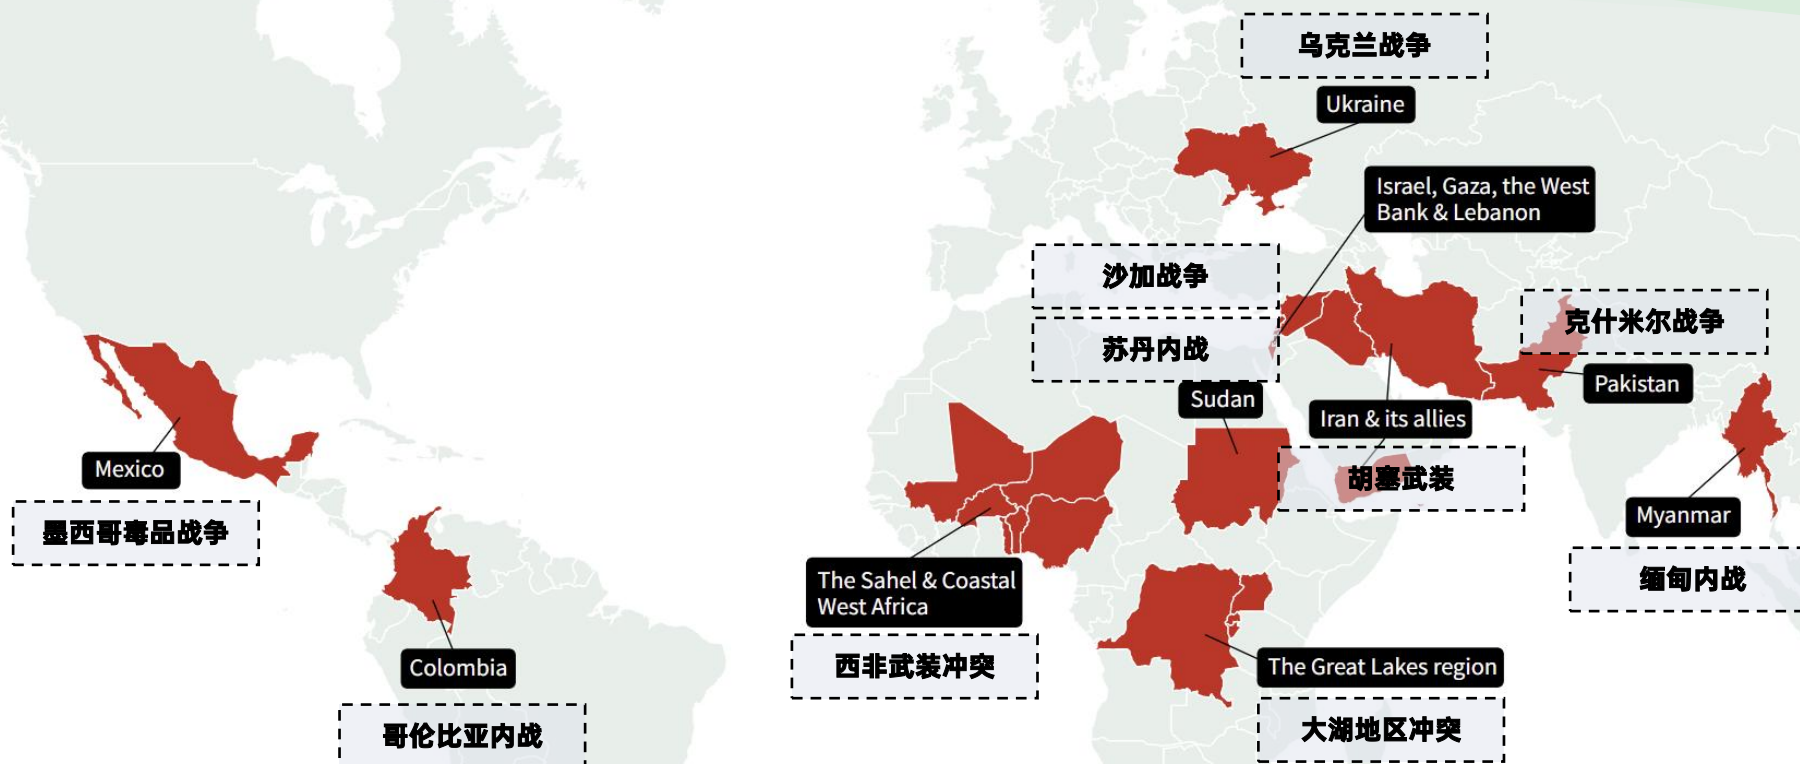 乌克兰战争
Ukraine
Israel, Gaza, the West
Bank & Lebanon
沙加战争
克什米尔战争
苏丹内战
Pakistan
Sudan
Iran & its allies
Mexico
胡塞武装
墨西哥毒品战争
Myanmar
缅甸内战
The Sahel & Coastal
West Africa
西非武装冲突
Colombia
The Great Lakes region
哥伦比亚内战
大湖地区冲突